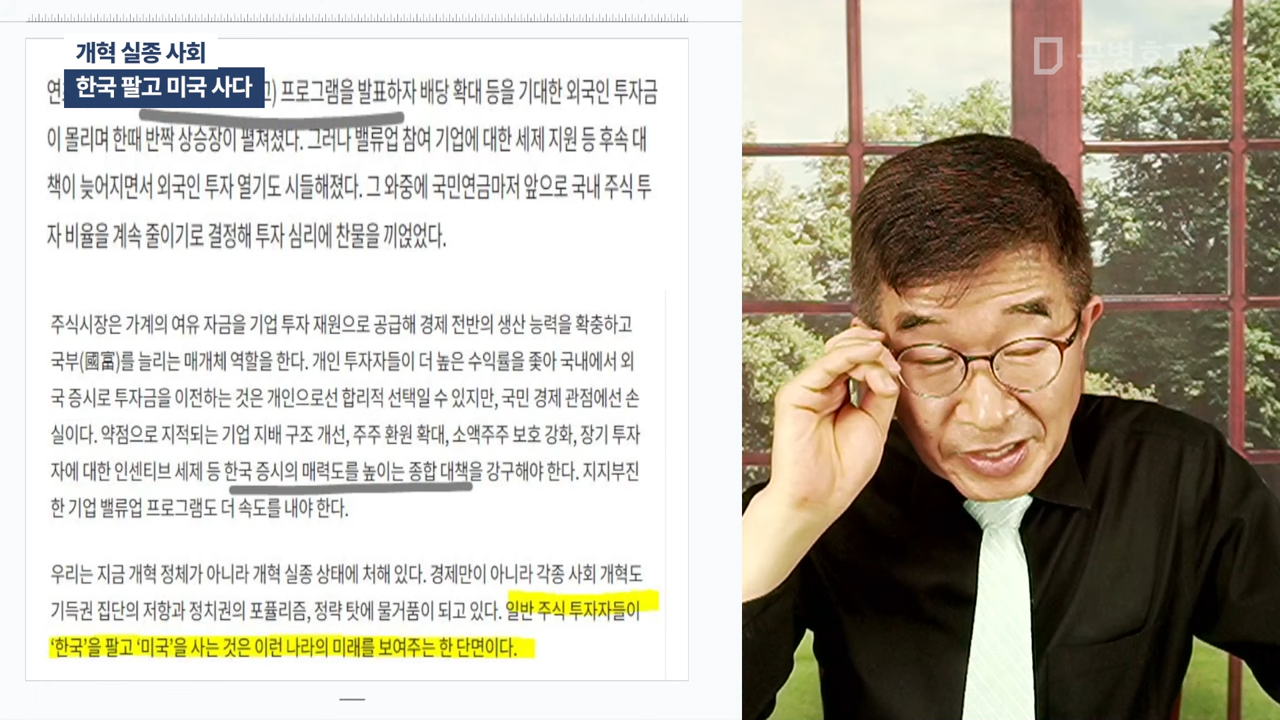 개혁 실종 사회
한국 팔고 미국 사다
프로그램을 발표하자 배당 확대 등을 기대한 외국인 투자금
이 몰리며 한때 반짝 상승장이 펼쳐졌다. 그러나 밸류업 참여 기업에 대한 세제 지원 등 후속 대
책이 늦어지면서 외국인 투자 열기도 시들해졌다. 그 와중에 국민연금마저 앞으로 국내 주식 투
자 비율을 계속 줄이기로 결정해 투자 심리에 찬물을 끼얹었다.
주식시장은 가계의 여유 자금을 기업 투자 재원으로 공급해 경제 전반의 생산 능력을 확충하고
국부(國富)를 늘리는 매개체 역할을 한다. 개인 투자자들이 더 높은 수익률을 좇아 국내에서 외
국 증시로 투자금을 이전하는 것은 개인으로선 합리적 선택일 수 있지만, 국민 경제 관점에선 손
실이다. 약점으로 지적되는 기업 지배 구조 개선, 주주 환원 확대, 소액주주 보호 강화, 장기 투자
자에 대한 인센티브 세제 등 한국 증시의 매력도를 높이는 종합 대책을 강구해야 한다. 지지부진
한 기업 밸류업 프로그램도 더 속도를 내야 한다.
우리는 지금 개혁 정체가 아니라 개혁 실종 상태에 처해 있다. 경제만이 아니라 각종 사회 개혁도
기득권 집단의 저항과 정치권의 포퓰리즘, 정략 탓에 물거품이 되고 있다. 일반 주식 투자자들이
‘한국’을 팔고 ‘미국’을 사는 것은 이런 나라의 미래를 보여주는 한 단면이다.